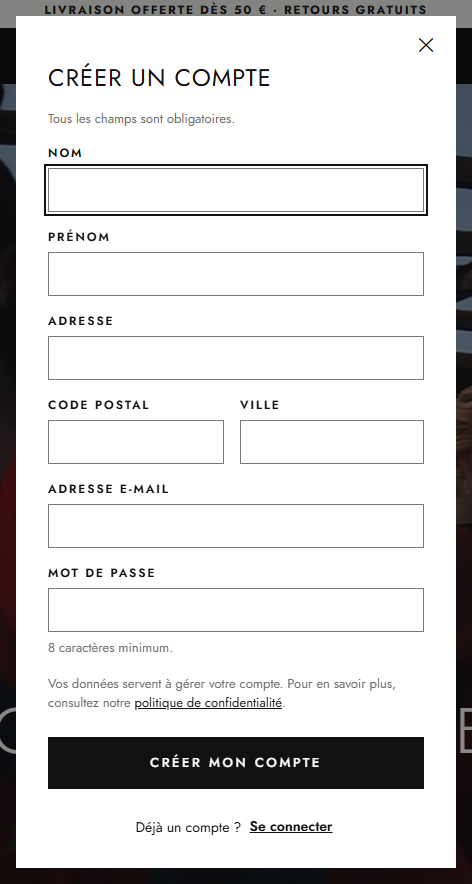 LIVRAISON OFFERTE DÈS 50 € · RETOURS GRATUITS
CRÉER UN COMPTE
Tous les champs sont obligatoires.
NOM
PRÉNOM
ADRESSE
CODE POSTAL VILLE
ADRESSE E-MAIL
MOT DE PASSE
8 caractères minimum.
Vos données servent à gérer votre compte. Pour en savoir plus,
consultez notre politique de confidentialité.
CRÉER MON COMPTE
Déjà un compte ? Se connecter